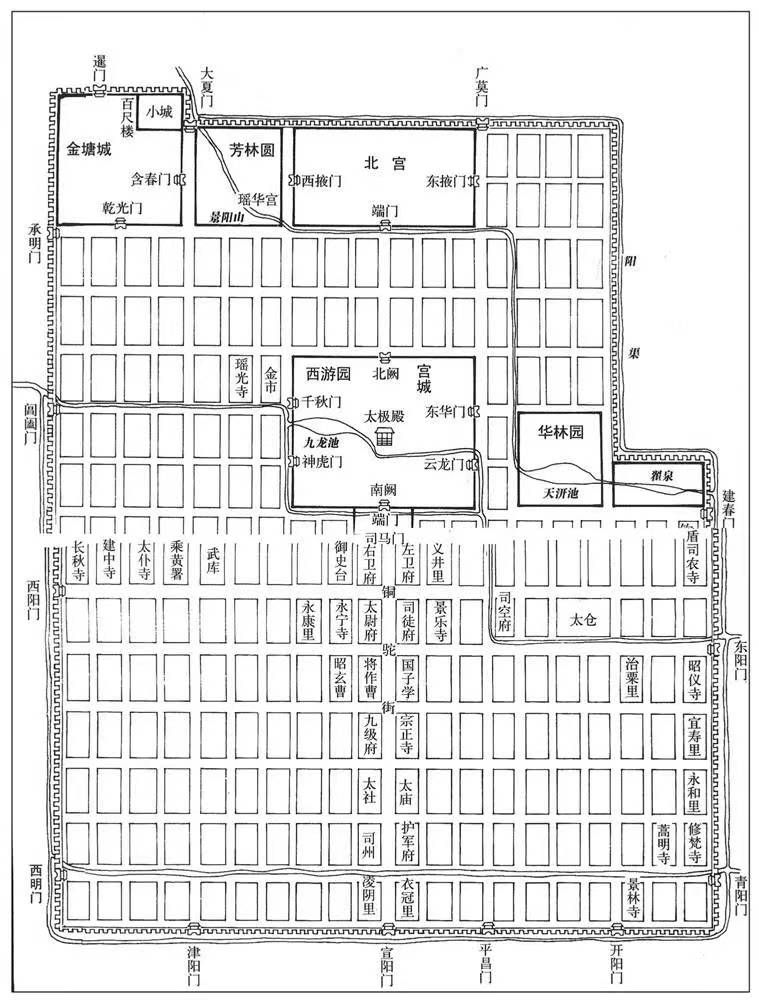 暹门
大夏门
广莫门
百尺楼
小城
金塘城
芳林圆
北宫
含春门
西掖门
东掖门
瑶华宫
乾光门
景阳山
端门
承明门
阳
渠
瑶光寺
金市
西游园
北阙
宫城
千秋门
太极殿
东华门
阊阖门
九龙池
华林园
神虎门
云龙门
翟泉
南阙
天渊池
建春门
端门
马门
长秋寺
建中寺
太仆寺
乘黄署
武库
御史台
司右卫府
左卫府
义井里
盾司农寺
西阳门
铜
永康里
永宁寺
太尉府
司徒府
景乐寺
司空府
太仓
驼
东阳门
昭玄曹
将作曹
国子学
治粟里
昭仪寺
街
九级府
宗正寺
宜寿里
太社
太庙
永和里
司州
护军府
蒿明寺
修梵寺
西明门
青阳门
凌阴里
衣冠里
景林寺
津阳门
宣阳门
平昌门
开阳门